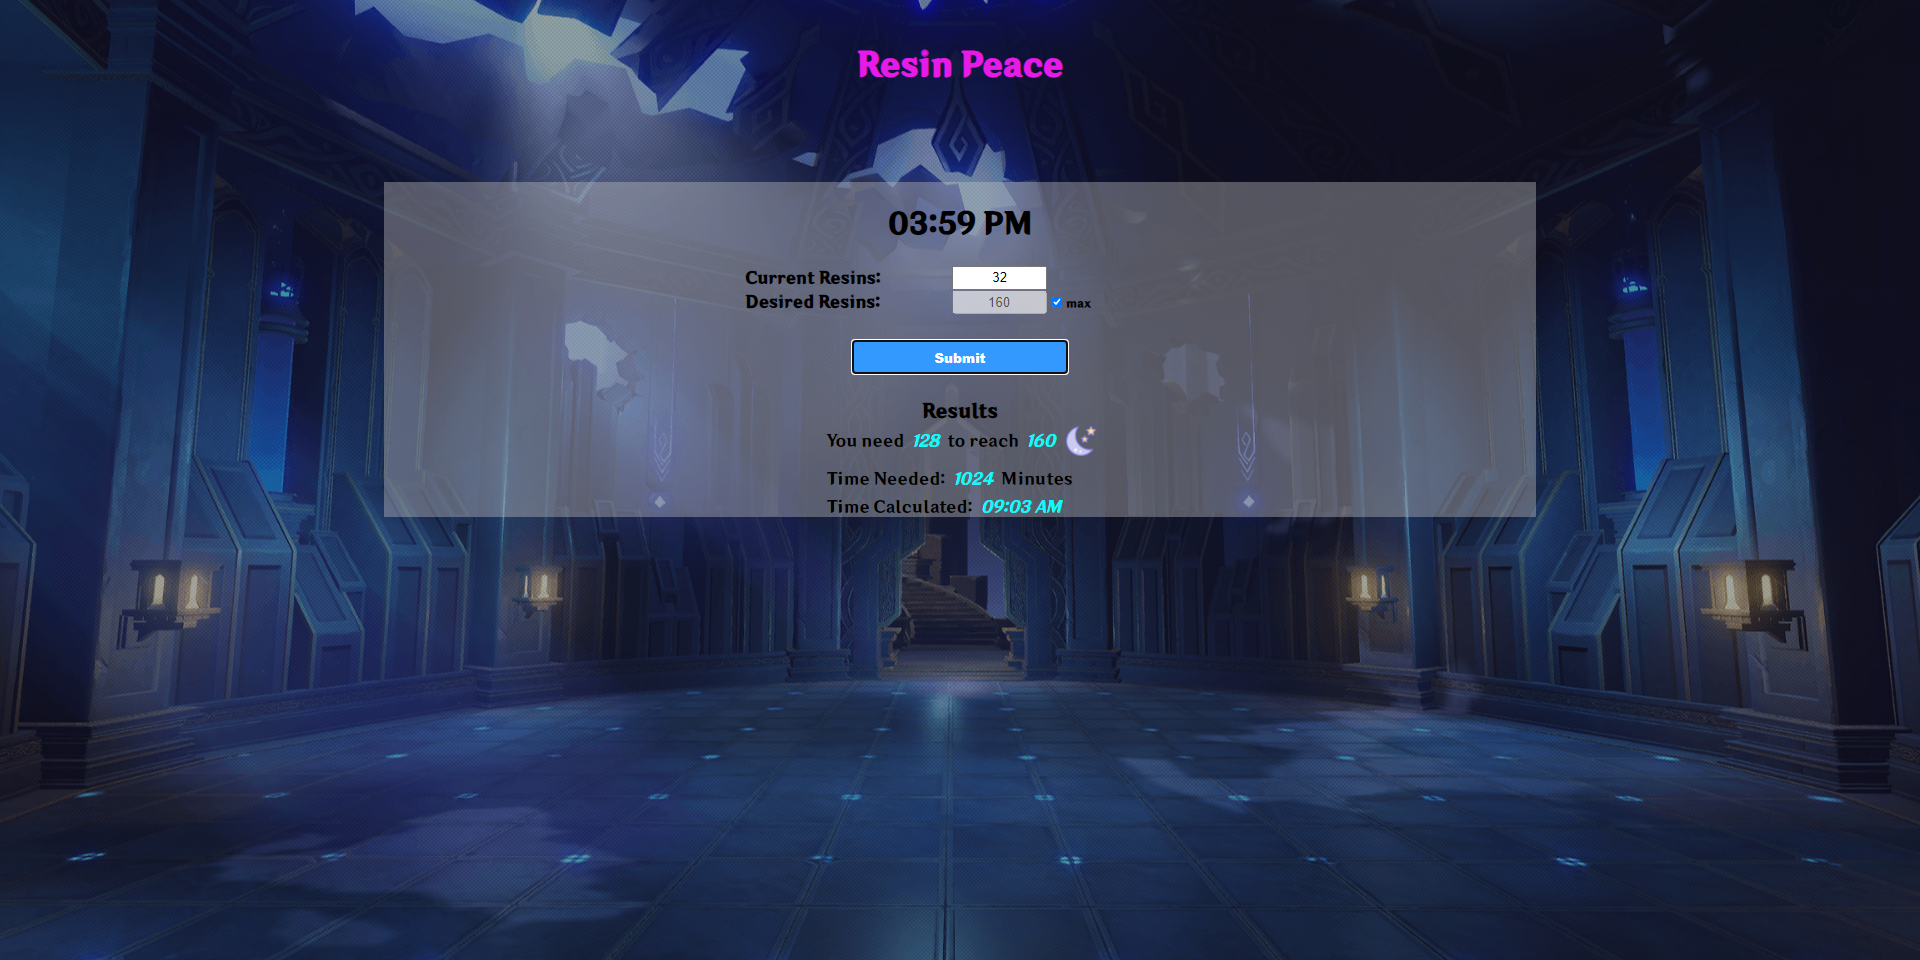 Resin Peace
03:59 PM
Current Resins: 32
Desired Resins: 160 max
Submit
Results
You need 128 to reach 160
Time Needed: 1024 Minutes
Time Calculated: 09:03 AM